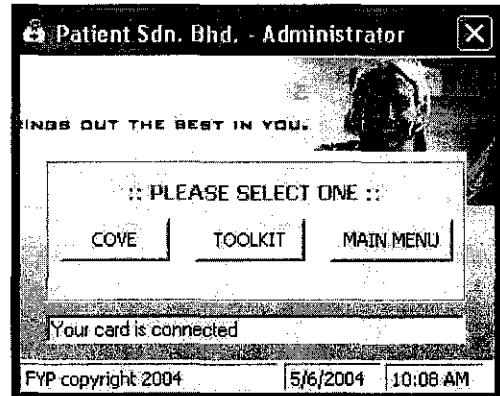 Patient Sdn. Bhd. - Administrator
INGS OUT THE BEST IN YOU.
:: PLEASE SELECT ONE ::
COVE TOOLKIT MAIN MENU
Your card is connected
FYP copyright 2004 5/6/2004 10:08 AM